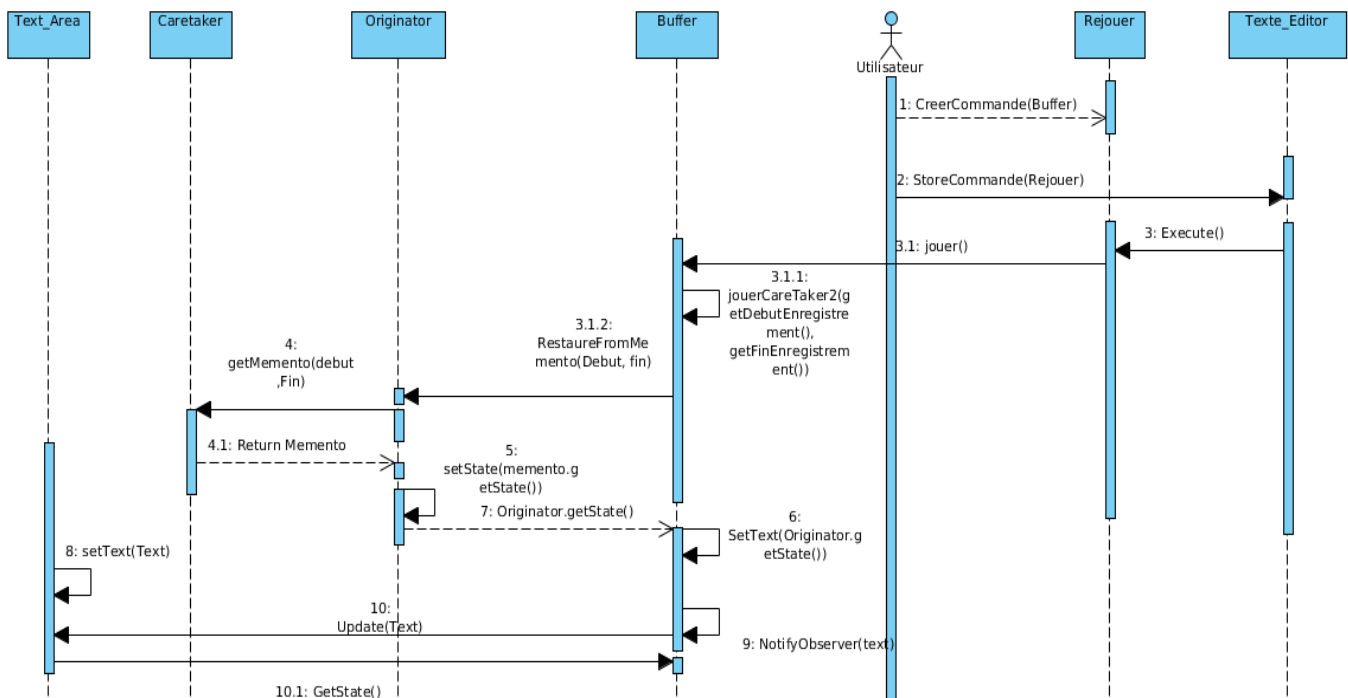 Text_Area
Caretaker
Originator
Buffer
Utilisateur
Rejouer
Texte_Editor
1: CreerCommande(Buffer)
2: StoreCommande(Rejouer)
3: Execute()
3.1: jouer()
3.1.1:
jouerCareTaker2(g
etDebutEnregistre
ment(),
getFinEnregistrem
ent())
3.1.2:
RestaureFromMe
mento(Debut, fin)
4:
getMemento(debut
,Fin)
4.1: Return Memento
5:
setState(memento.g
etState())
7: Originator.getState()
6:
SetText(Originator.g
etState())
8: setText(Text)
10:
Update(Text)
9: NotifyObserver(text)
10.1: GetState()